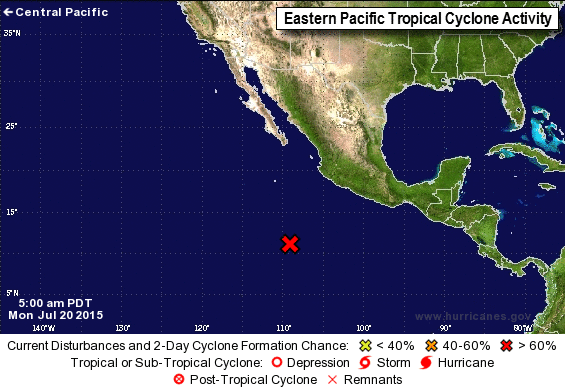 ← Central Pacific
Eastern Pacific Tropical Cyclone Activity
35°N
25°N
15°N
5°N
5:00 am PDT
Mon Jul 20 2015
www.hurricanes.gov
140°W 130°W 120°W 110°W 100°W 90°W 80°W
Current Disturbances and 2-Day Cyclone Formation Chance: < 40% 40-60% > 60%
Tropical or Sub-Tropical Cyclone: Depression Storm Hurricane
Post-Tropical Cyclone Remnants